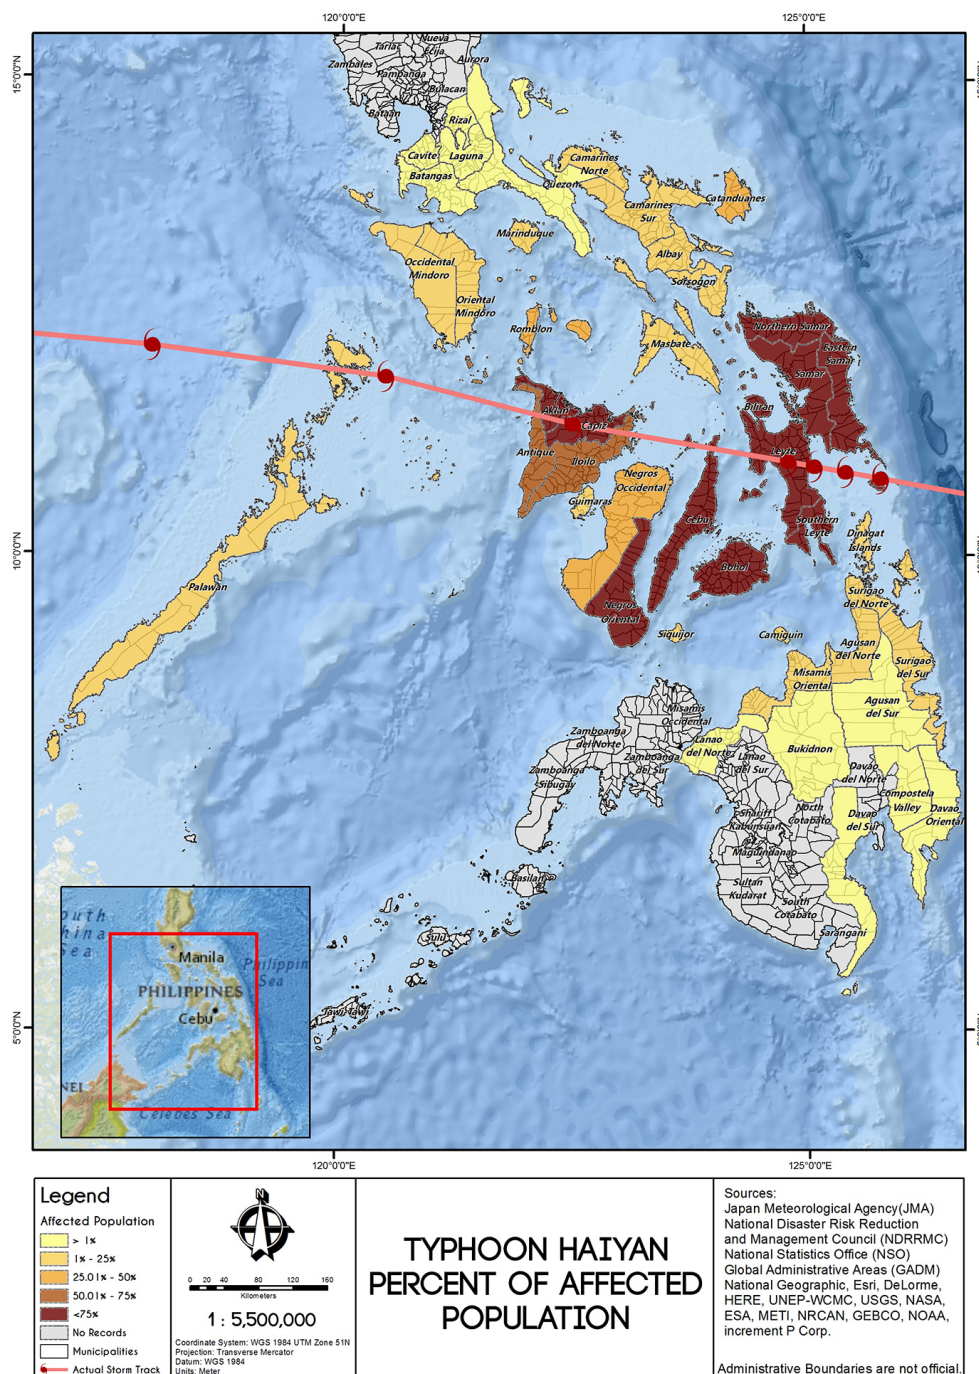 120°0'0"E
125°0'0"E
15°0'0"N
Tarlac
Nueva
Ecija
Aurora
Zambales
Pampanga
Bulacan
Bataan
Rizal
Cavite
Laguna
Batangas
Quezon
Camarines
Norte
Catanduanes
Camarines
Sur
Marinduque
Albay
Sorsogon
Occidental
Mindoro
Oriental
Mindoro
Romblon
Masbate
Northern Samar
Eastern
Samar
Samar
Biliran
Aklan
Capiz
Antique
Iloilo
Leyte
Guimaras
Negros
Occidental
Cebu
Southern
Leyte
Dinagat
Islands
10°0'0"N
Bohol
Palawan
Negros
Oriental
Surigao
del Norte
Siquijor
Camiguin
Agusan
del Norte
Surigao
del Sur
Misamis
Oriental
Agusan
del Sur
Misamis
Occidental
Zamboanga
del Norte
Lanao
del Norte
Bukidnon
Zamboanga
del Sur
Lanao
del Sur
Davao
del Norte
Zamboanga
Sibugay
Compostela
Valley
North
Cotabato
Davao
Oriental
Shariff
Kabunsuan
Davao
del Sur
Maguindanao
Basilan
Sultan
Kudarat
South
Cotabato
Sarangani
Sulu
Tawi-Tawi
5°0'0"N
outh
hina
Sea
Manila
Philippin
Sea
PHILIPPINES
Cebu
NEI
Celebes Sea
120°0'0"E
125°0'0"E
Legend
Affected Population
> 1%
1% - 25%
25.01% - 50%
50.01% - 75%
<75%
No Records
Municipalities
Actual Storm Track
N
0 20 40 80 120 160
Kilometers
1 : 5,500,000
Coordinate System: WGS 1984 UTM Zone 51N
Projection: Transverse Mercator
Datum: WGS 1984
Units: Meter
TYPHOON HAIYAN
PERCENT OF AFFECTED
POPULATION
Sources:
Japan Meteorological Agency(JMA)
National Disaster Risk Reduction
and Management Council (NDRRMC)
National Statistics Office (NSO)
Global Administrative Areas (GADM)
National Geographic, Esri, DeLorme,
HERE, UNEP-WCMC, USGS, NASA,
ESA, METI, NRCAN, GEBCO, NOAA,
increment P Corp.
Administrative Boundaries are not official.